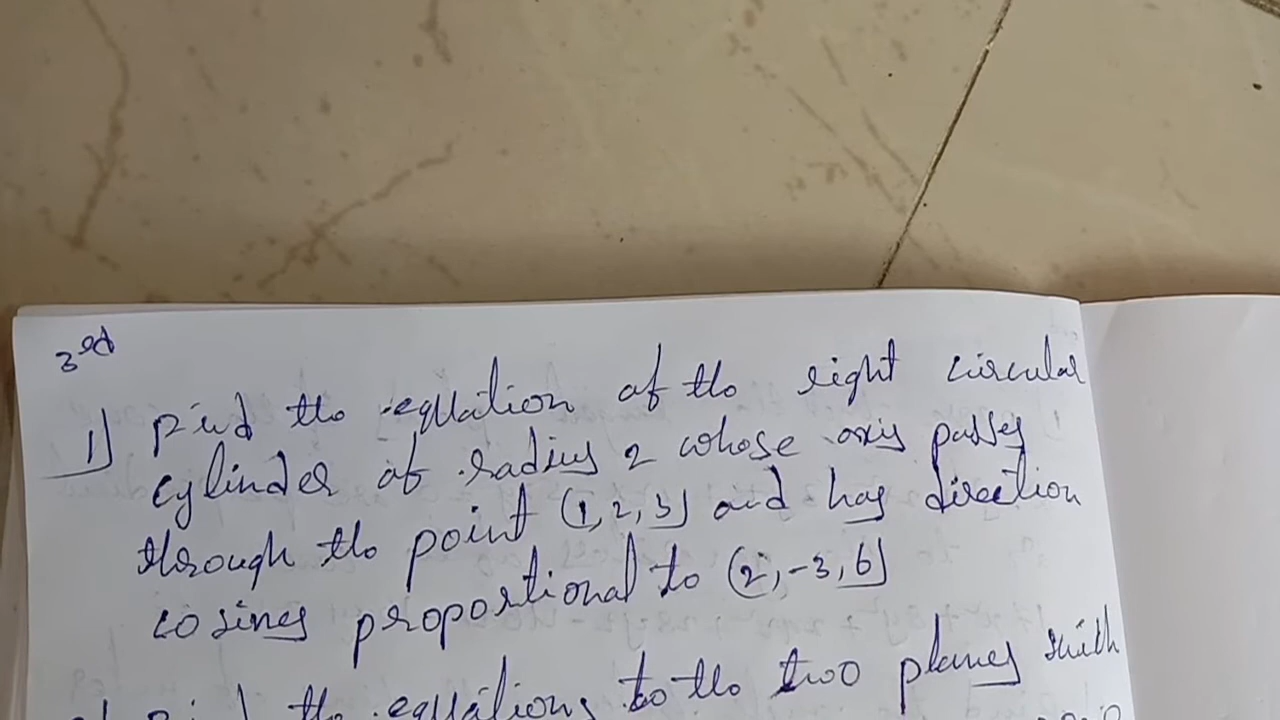 3rd
1) Find the equation of the right circular
cylinder of radius 2 whose axis passes
through the point (1, 2, 3) and has direction
cosines proportional to (2, -3, 6)
the equations to the two planes